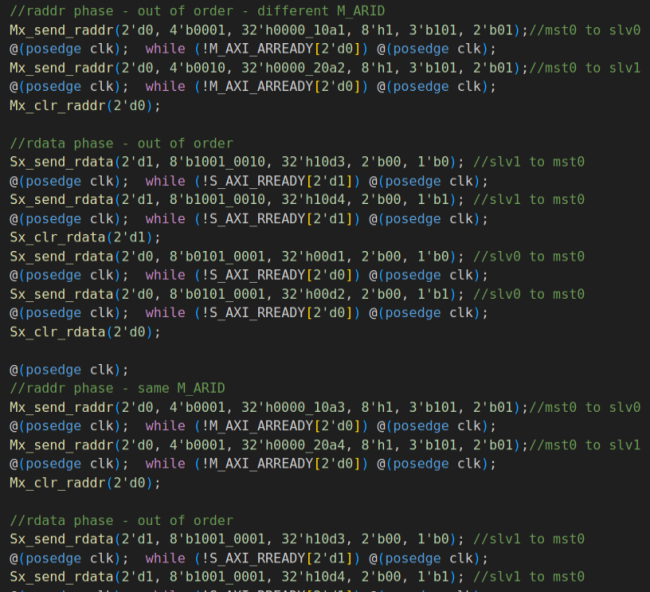 //raddr phase - out of order - different M_ARID
Mx_send_raddr(2'd0, 4'b0001, 32'h0000_10a1, 8'h1, 3'b101, 2'b01);//mst0 to slv0
@(posedge clk);  while (!M_AXI_ARREADY[2'd0]) @(posedge clk);
Mx_send_raddr(2'd0, 4'b0010, 32'h0000_20a2, 8'h1, 3'b101, 2'b01);//mst0 to slv1
@(posedge clk);  while (!M_AXI_ARREADY[2'd0]) @(posedge clk);
Mx_clr_raddr(2'd0);
//rdata phase - out of order
Sx_send_rdata(2'd1, 8'b1001_0010, 32'h10d3, 2'b00, 1'b0); //slv1 to mst0
@(posedge clk);  while (!S_AXI_RREADY[2'd1]) @(posedge clk);
Sx_send_rdata(2'd1, 8'b1001_0010, 32'h10d4, 2'b00, 1'b1); //slv1 to mst0
@(posedge clk);  while (!S_AXI_RREADY[2'd1]) @(posedge clk);
Sx_clr_rdata(2'd1);
Sx_send_rdata(2'd0, 8'b0101_0001, 32'h00d1, 2'b00, 1'b0); //slv0 to mst0
@(posedge clk);  while (!S_AXI_RREADY[2'd0]) @(posedge clk);
Sx_send_rdata(2'd0, 8'b0101_0001, 32'h00d2, 2'b00, 1'b1); //slv0 to mst0
@(posedge clk);  while (!S_AXI_RREADY[2'd0]) @(posedge clk);
Sx_clr_rdata(2'd0);
@(posedge clk);
//raddr phase - same M_ARID
Mx_send_raddr(2'd0, 4'b0001, 32'h0000_10a3, 8'h1, 3'b101, 2'b01);//mst0 to slv0
@(posedge clk);  while (!M_AXI_ARREADY[2'd0]) @(posedge clk);
Mx_send_raddr(2'd0, 4'b0001, 32'h0000_20a4, 8'h1, 3'b101, 2'b01);//mst0 to slv1
@(posedge clk);  while (!M_AXI_ARREADY[2'd0]) @(posedge clk);
Mx_clr_raddr(2'd0);
//rdata phase - out of order
Sx_send_rdata(2'd1, 8'b1001_0001, 32'h10d3, 2'b00, 1'b0); //slv1 to mst0
@(posedge clk);  while (!S_AXI_RREADY[2'd1]) @(posedge clk);
Sx_send_rdata(2'd1, 8'b1001_0001, 32'h10d4, 2'b00, 1'b1); //slv1 to mst0